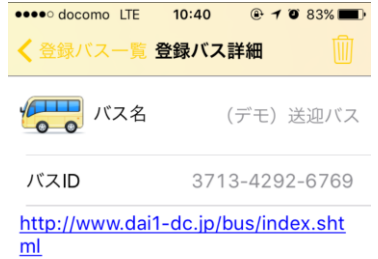 ●●●●○ docomo LTE 10:40 83%
登録バス一覧 登録バス詳細
バス名 （デモ）送迎バス
バスID 3713-4292-6769
http://www.dai1-dc.jp/bus/index.sht
ml